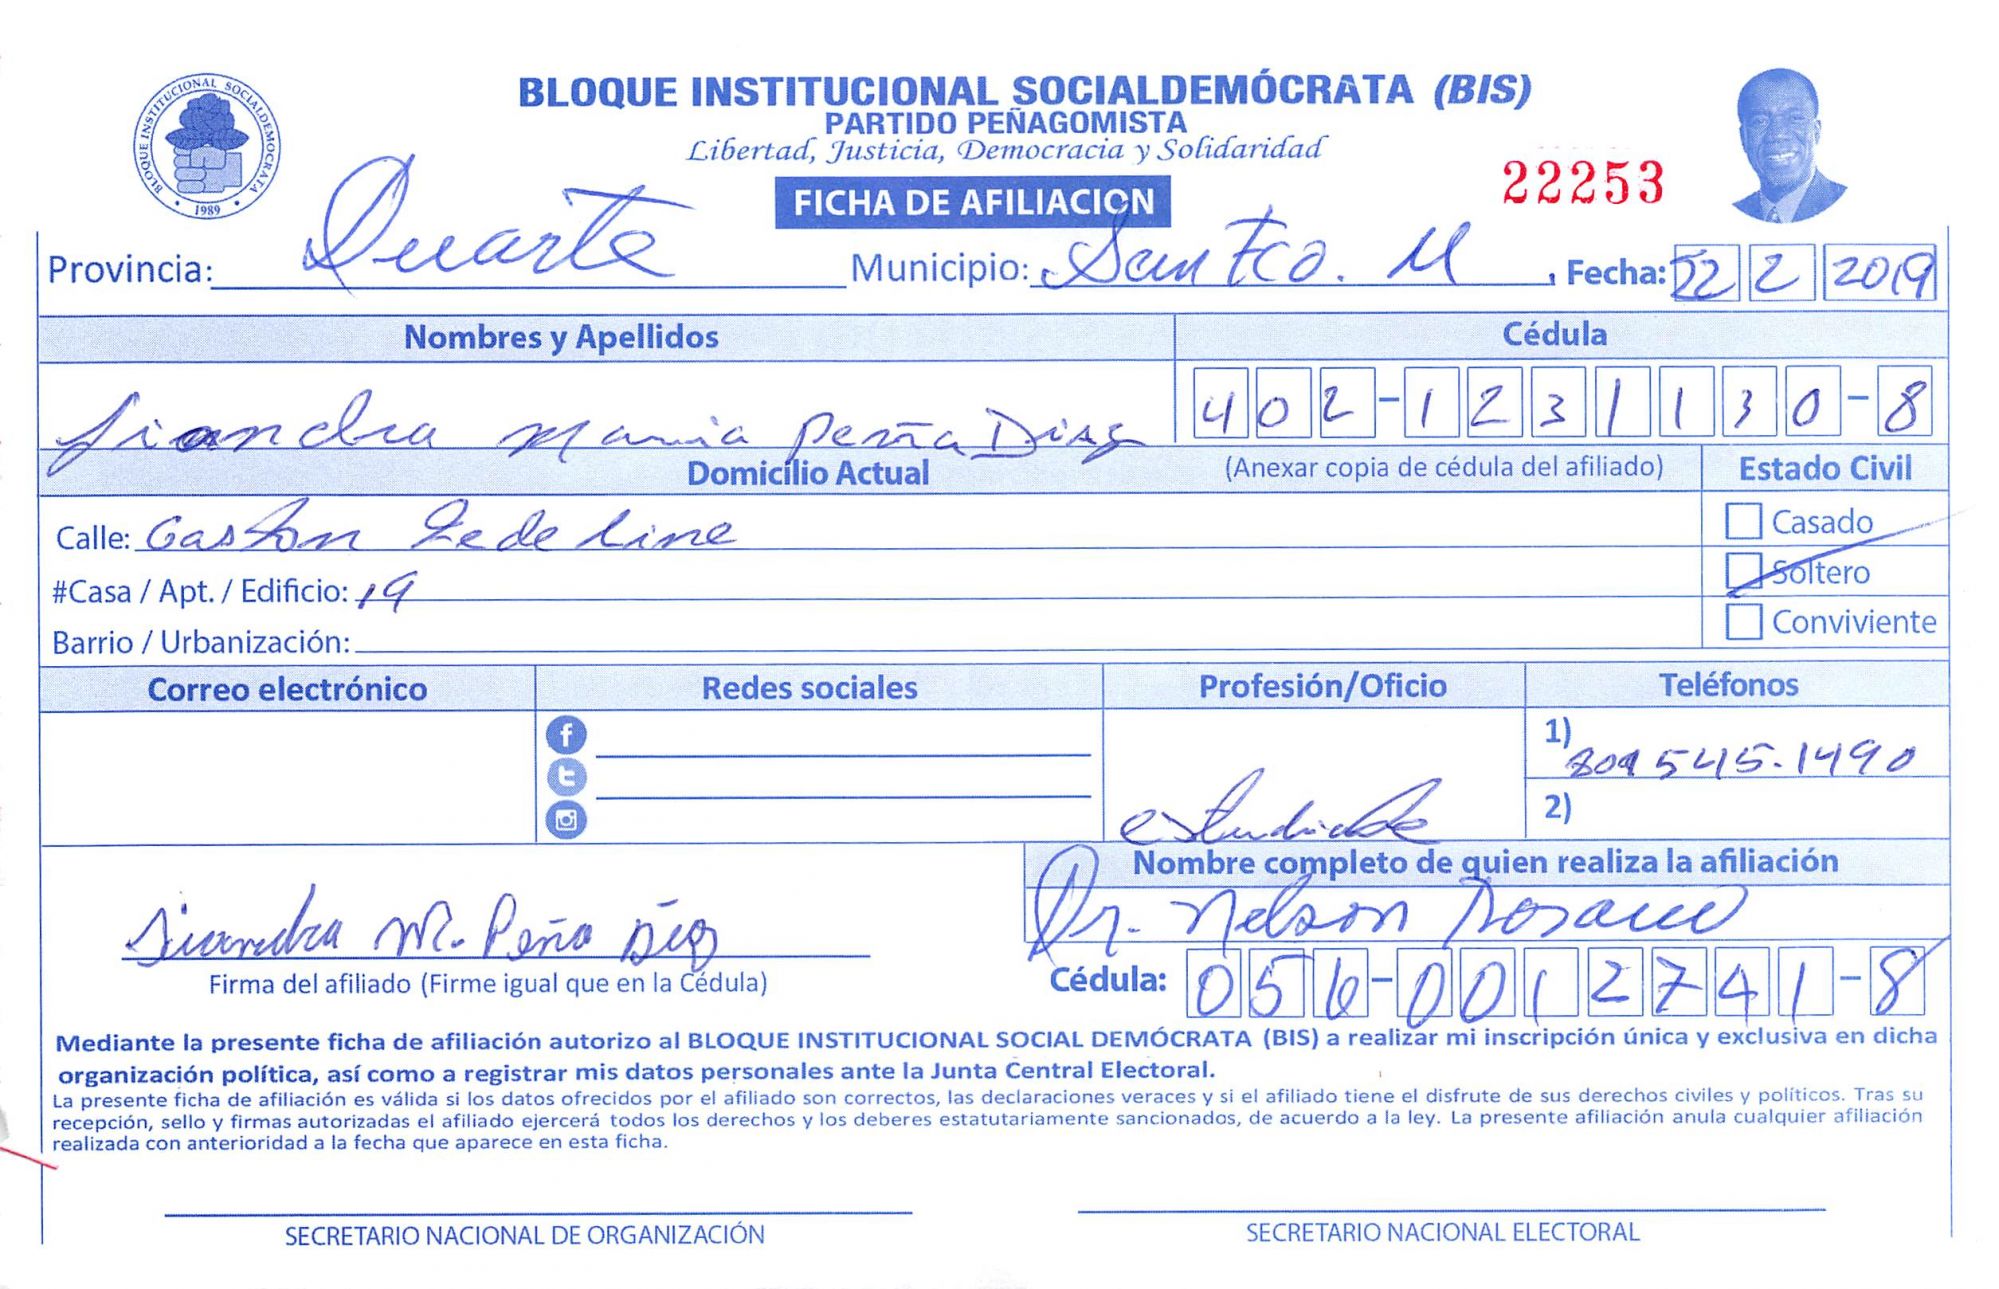 BLOQUE INSTITUCIONAL SOCIALDEMÓCRATA (BIS)
PARTIDO PEÑAGOMISTA
Libertad, Justicia, Democracia y Solidaridad
BLOQUE INSTITUCIONAL SOCIALDEMOCRATA
1989
FICHA DE AFILIACION
22253
Provincia: Duarte Municipio: San Fco. M Fecha: 22 2 2019
Nombres y Apellidos Cédula
Maria Peña Diaz 402-1231130-8
Domicilio Actual (Anexar copia de cédula del afiliado) Estado Civil
Calle: Gaston Casado
#Casa / Apt. / Edificio: 19 Soltero
Barrio / Urbanización: Conviviente
Correo electrónico Redes sociales Profesión/Oficio Teléfonos
1) 809 545-1490
estudiante 2)
Nombre completo de quien realiza la afiliación
M. Peña Dr. Nelson Rosario
Firma del afiliado (Firme igual que en la Cédula) Cédula: 056-0012741-8
Mediante la presente ficha de afiliación autorizo al BLOQUE INSTITUCIONAL SOCIAL DEMÓCRATA (BIS) a realizar mi inscripción única y exclusiva en dicha
organización política, así como a registrar mis datos personales ante la Junta Central Electoral.
La presente ficha de afiliación es válida si los datos ofrecidos por el afiliado son correctos, las declaraciones veraces y si el afiliado tiene el disfrute de sus derechos civiles y políticos. Tras su
recepción, sello y firmas autorizadas el afiliado ejercerá todos los derechos y los deberes estatutariamente sancionados, de acuerdo a la ley. La presente afiliación anula cualquier afiliación
realizada con anterioridad a la fecha que aparece en esta ficha.
SECRETARIO NACIONAL DE ORGANIZACIÓN SECRETARIO NACIONAL ELECTORAL